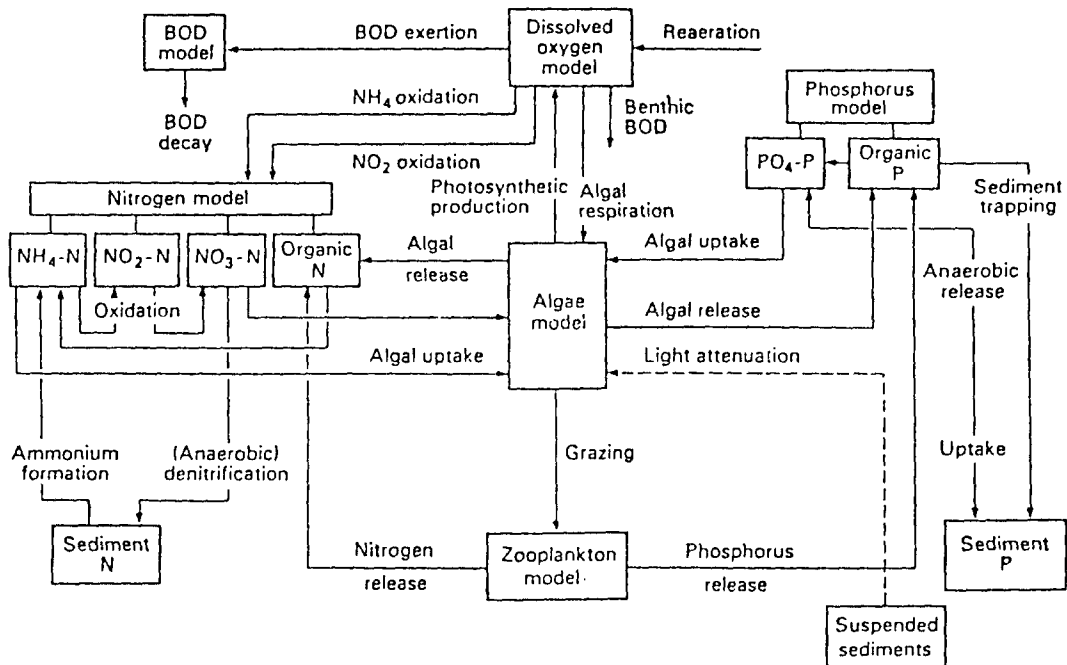 BOD
model
BOD exertion
Dissolved
oxygen
model
Reaeration
NH4 oxidation
BOD
decay
NO2 oxidation
Benthic
BOD
Phosphorus
model
PO4-P
Organic
P
Sediment
trapping
Photosynthetic
production
Algal
respiration
Nitrogen model
NH4-N
NO2-N
NO3-N
Organic
N
Algal
release
Algal uptake
Anaerobic
release
Oxidation
Algae
model
Algal release
Algal uptake
Light attenuation
Ammonium
formation
(Anaerobic)
denitrification
Grazing
Uptake
Sediment
N
Nitrogen
release
Zooplankton
model
Phosphorus
release
Sediment
P
Suspended
sediments